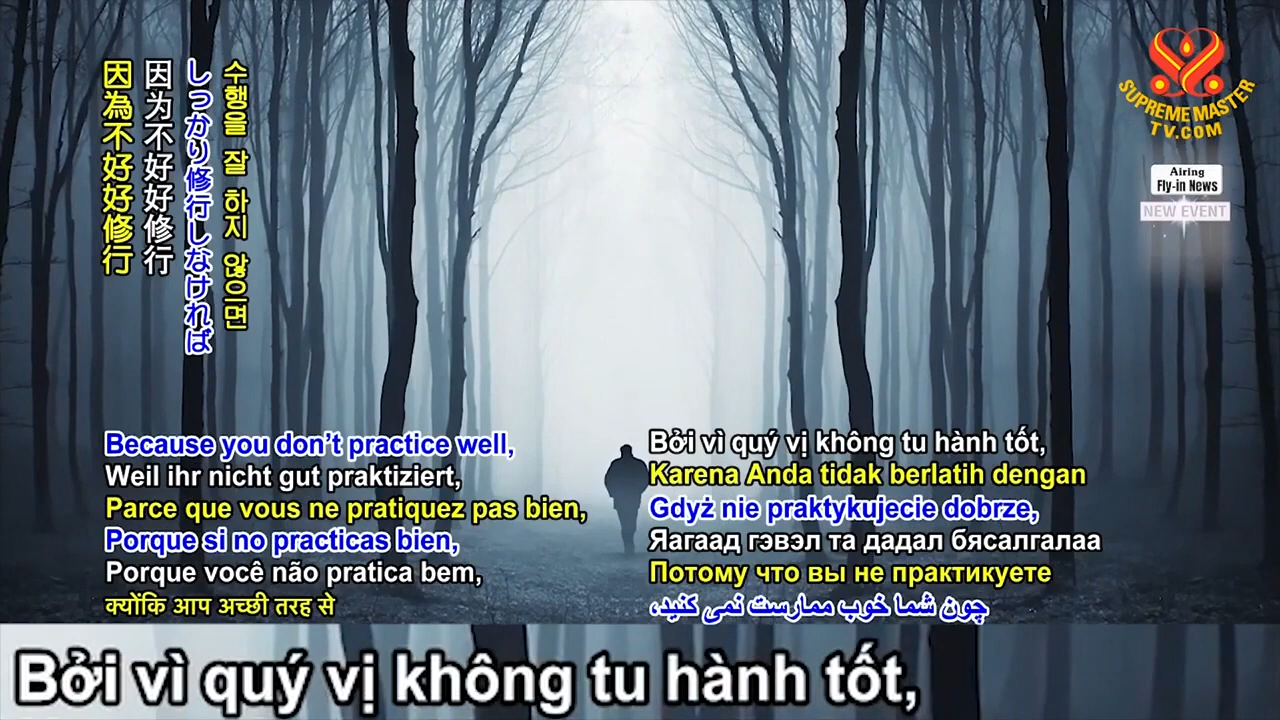 因為不好好修行
因为不好好修行
しっかり修行しなければ
수행을 잘 하지 않으면
SUPREME MASTER
TV.COM
Airing
Fly-in News
NEW EVENT
Because you don't practice well,
Weil ihr nicht gut praktiziert,
Parce que vous ne pratiquez pas bien,
Porque si no practicas bien,
Porque você não pratica bem,
क्योंकि आप अच्छी तरह से
Bởi vì quý vị không tu hành tốt,
Karena Anda tidak berlatih dengan
Gdyż nie praktykujecie dobrze,
Яагаад гэвэл та дадал бясалгалаа
Потому что вы не практикуете
چون شما خوب ممارست نمی کنید،
Bởi vì quý vị không tu hành tốt,